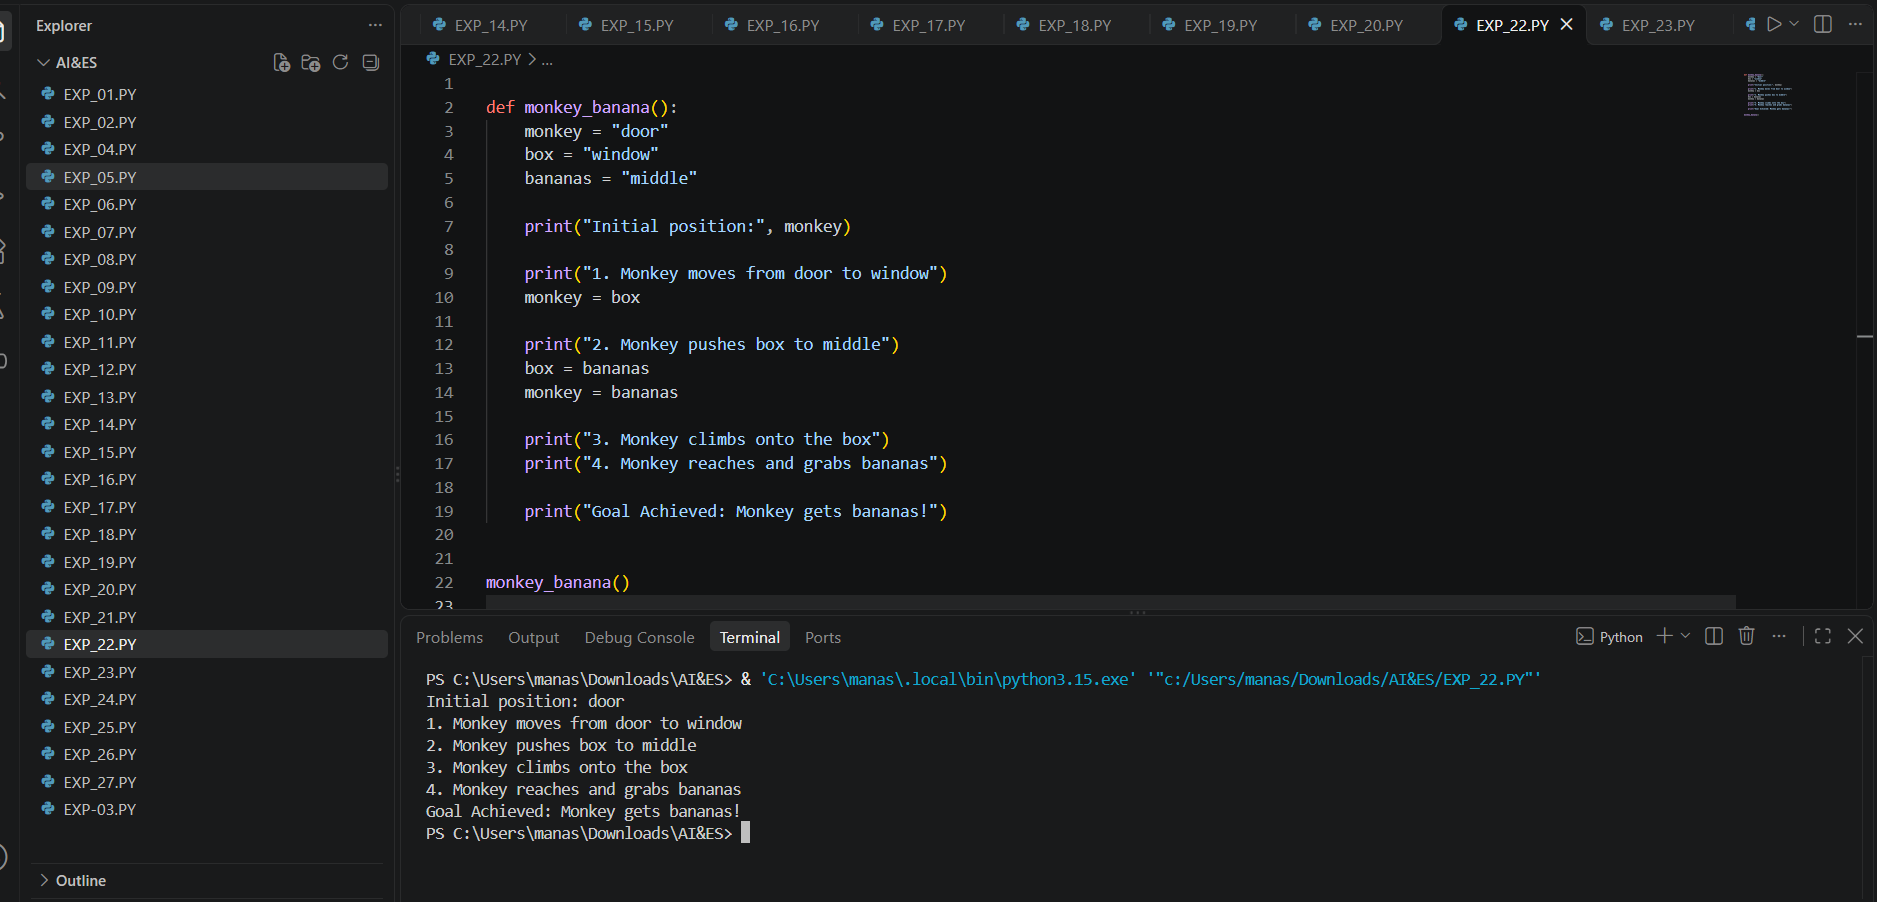 Explorer
AI&ES
EXP_01.PY
EXP_02.PY
EXP_04.PY
EXP_05.PY
EXP_06.PY
EXP_07.PY
EXP_08.PY
EXP_09.PY
EXP_10.PY
EXP_11.PY
EXP_12.PY
EXP_13.PY
EXP_14.PY
EXP_15.PY
EXP_16.PY
EXP_17.PY
EXP_18.PY
EXP_19.PY
EXP_20.PY
EXP_21.PY
EXP_22.PY
EXP_23.PY
EXP_24.PY
EXP_25.PY
EXP_26.PY
EXP_27.PY
EXP-03.PY
Outline
EXP_14.PY EXP_15.PY EXP_16.PY EXP_17.PY EXP_18.PY EXP_19.PY EXP_20.PY EXP_22.PY EXP_23.PY
EXP_22.PY > ...
1
2 def monkey_banana():
3     monkey = "door"
4     box = "window"
5     bananas = "middle"
6
7     print("Initial position:", monkey)
8
9     print("1. Monkey moves from door to window")
10     monkey = box
11
12     print("2. Monkey pushes box to middle")
13     box = bananas
14     monkey = bananas
15
16     print("3. Monkey climbs onto the box")
17     print("4. Monkey reaches and grabs bananas")
18
19     print("Goal Achieved: Monkey gets bananas!")
20
21
22 monkey_banana()
23
Problems Output Debug Console Terminal Ports Python
PS C:\Users\manas\Downloads\AI&ES> & 'C:\Users\manas\.local\bin\python3.15.exe' '"c:/Users/manas/Downloads/AI&ES/EXP_22.PY"'
Initial position: door
1. Monkey moves from door to window
2. Monkey pushes box to middle
3. Monkey climbs onto the box
4. Monkey reaches and grabs bananas
Goal Achieved: Monkey gets bananas!
PS C:\Users\manas\Downloads\AI&ES>